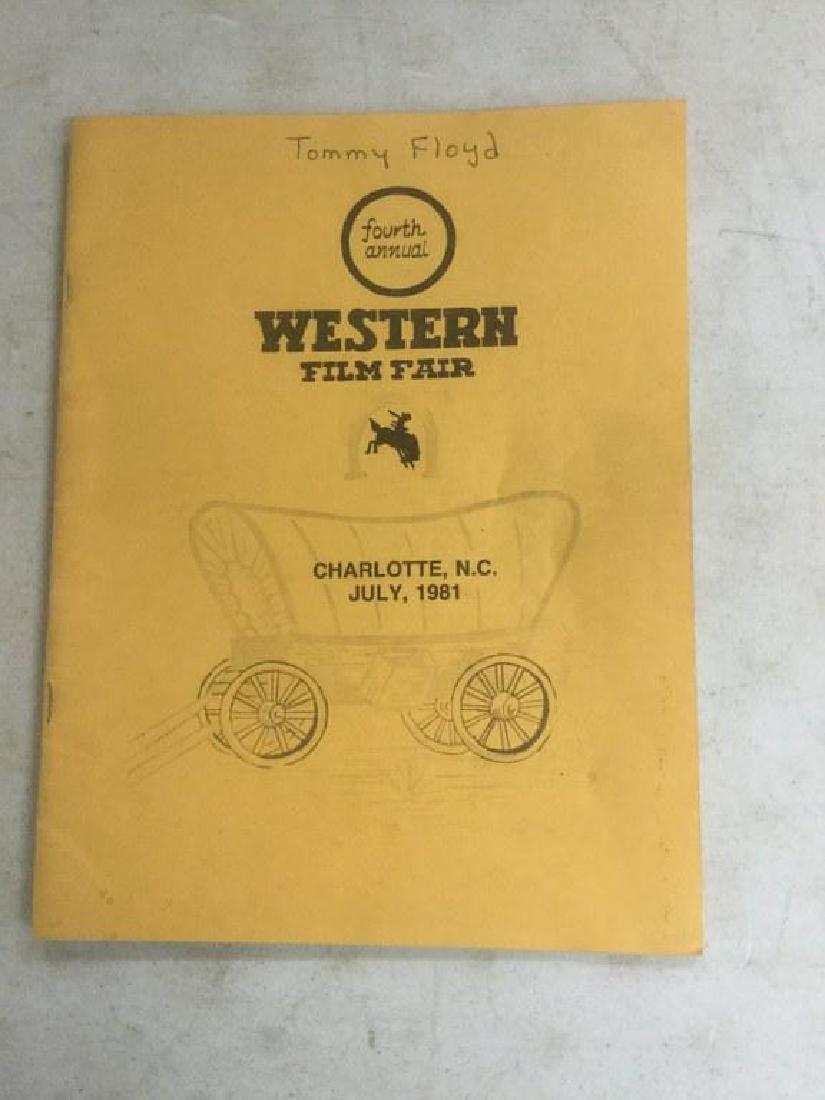 Tommy Floyd
fourth
annual
WESTERN
FILM FAIR
CHARLOTTE, N.C.
JULY, 1981